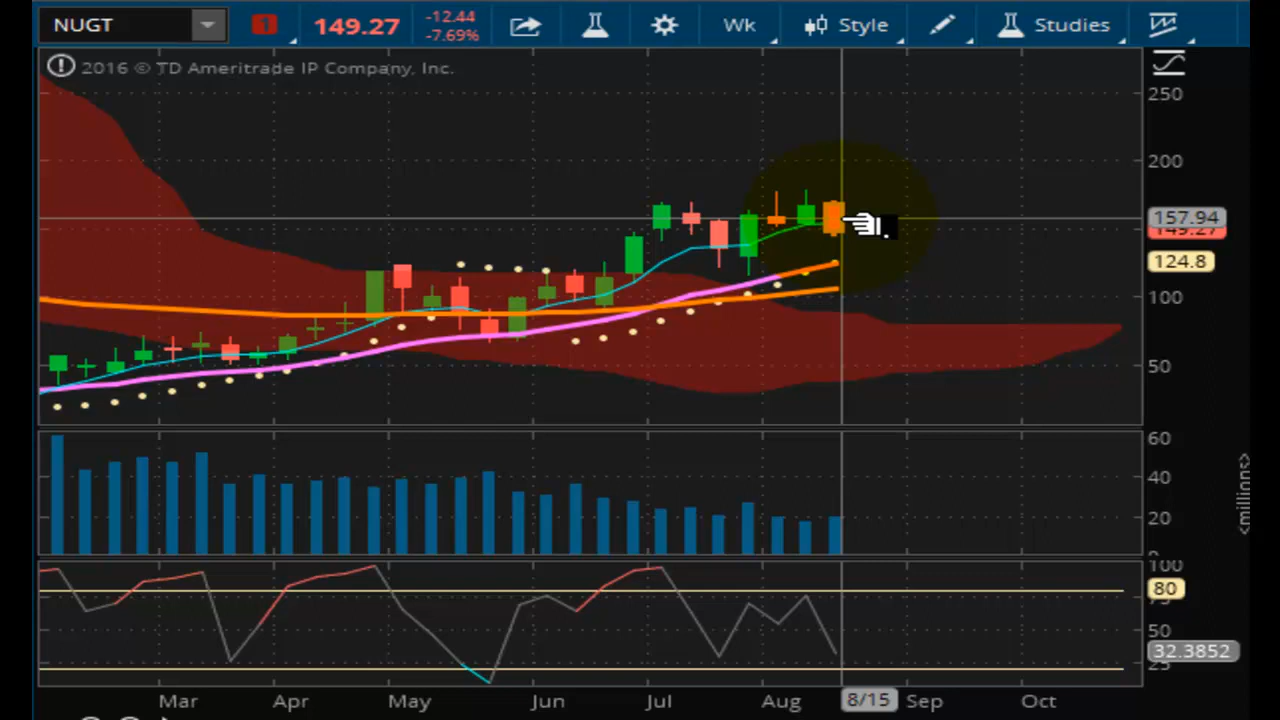 NUGT
1
149.27
-12.44
-7.69%
Wk
Style
Studies
2016 © TD Ameritrade IP Company, Inc.
250
200
157.94
149.27
124.8
100
50
60
40
20
<millions>
100
80
75
50
32.3852
25
Mar
Apr
May
Jun
Jul
Aug
8/15
Sep
Oct